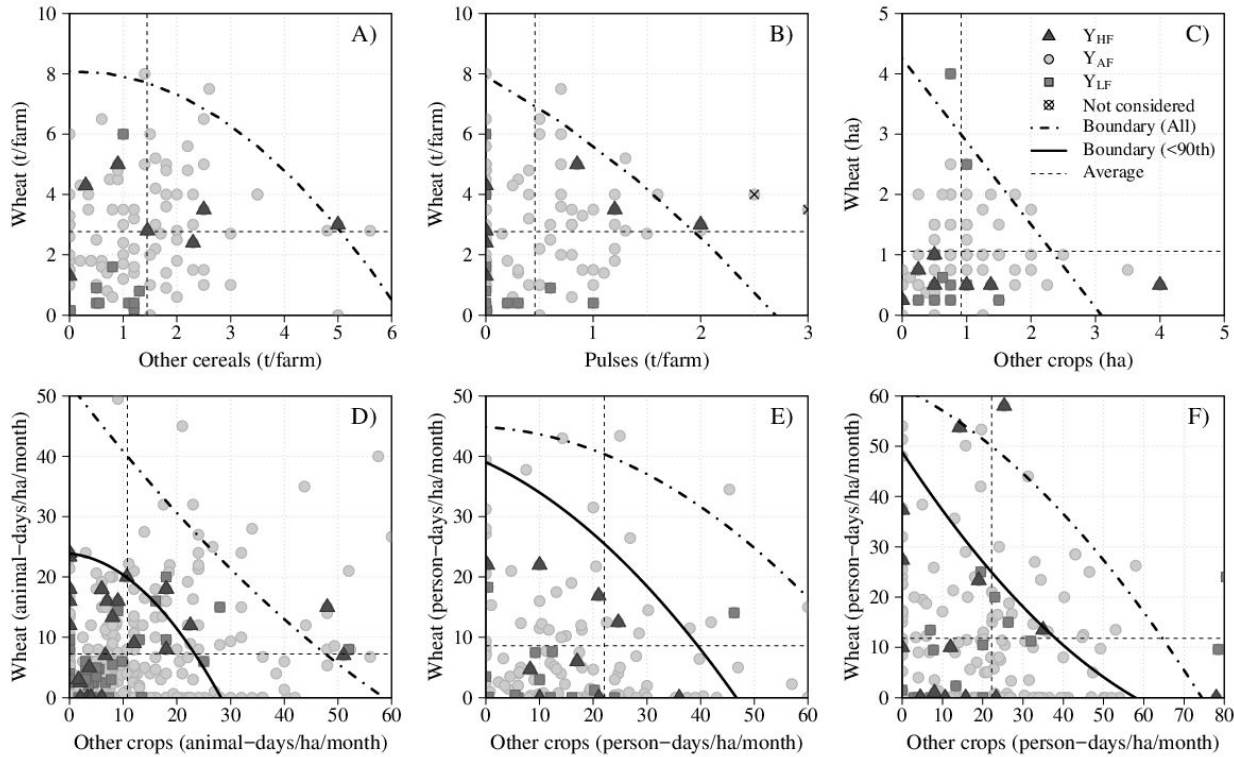 A)
Wheat (t/farm)
10
8
6
4
2
0
0 1 2 3 4 5 6
Other cereals (t/farm)
B)
Wheat (t/farm)
10
8
6
4
2
0
0 1 2 3
Pulses (t/farm)
C)
Y_HF
Y_AF
Y_LF
Not considered
Boundary (All)
Boundary (<90th)
Average
Wheat (ha)
5
4
3
2
1
0
0 1 2 3 4 5
Other crops (ha)
D)
Wheat (animal−days/ha/month)
50
40
30
20
10
0
0 10 20 30 40 50 60
Other crops (animal−days/ha/month)
E)
Wheat (person−days/ha/month)
50
40
30
20
10
0
0 10 20 30 40 50 60
Other crops (person−days/ha/month)
F)
Wheat (person−days/ha/month)
60
50
40
30
20
10
0
0 10 20 30 40 50 60 70 80
Other crops (person−days/ha/month)